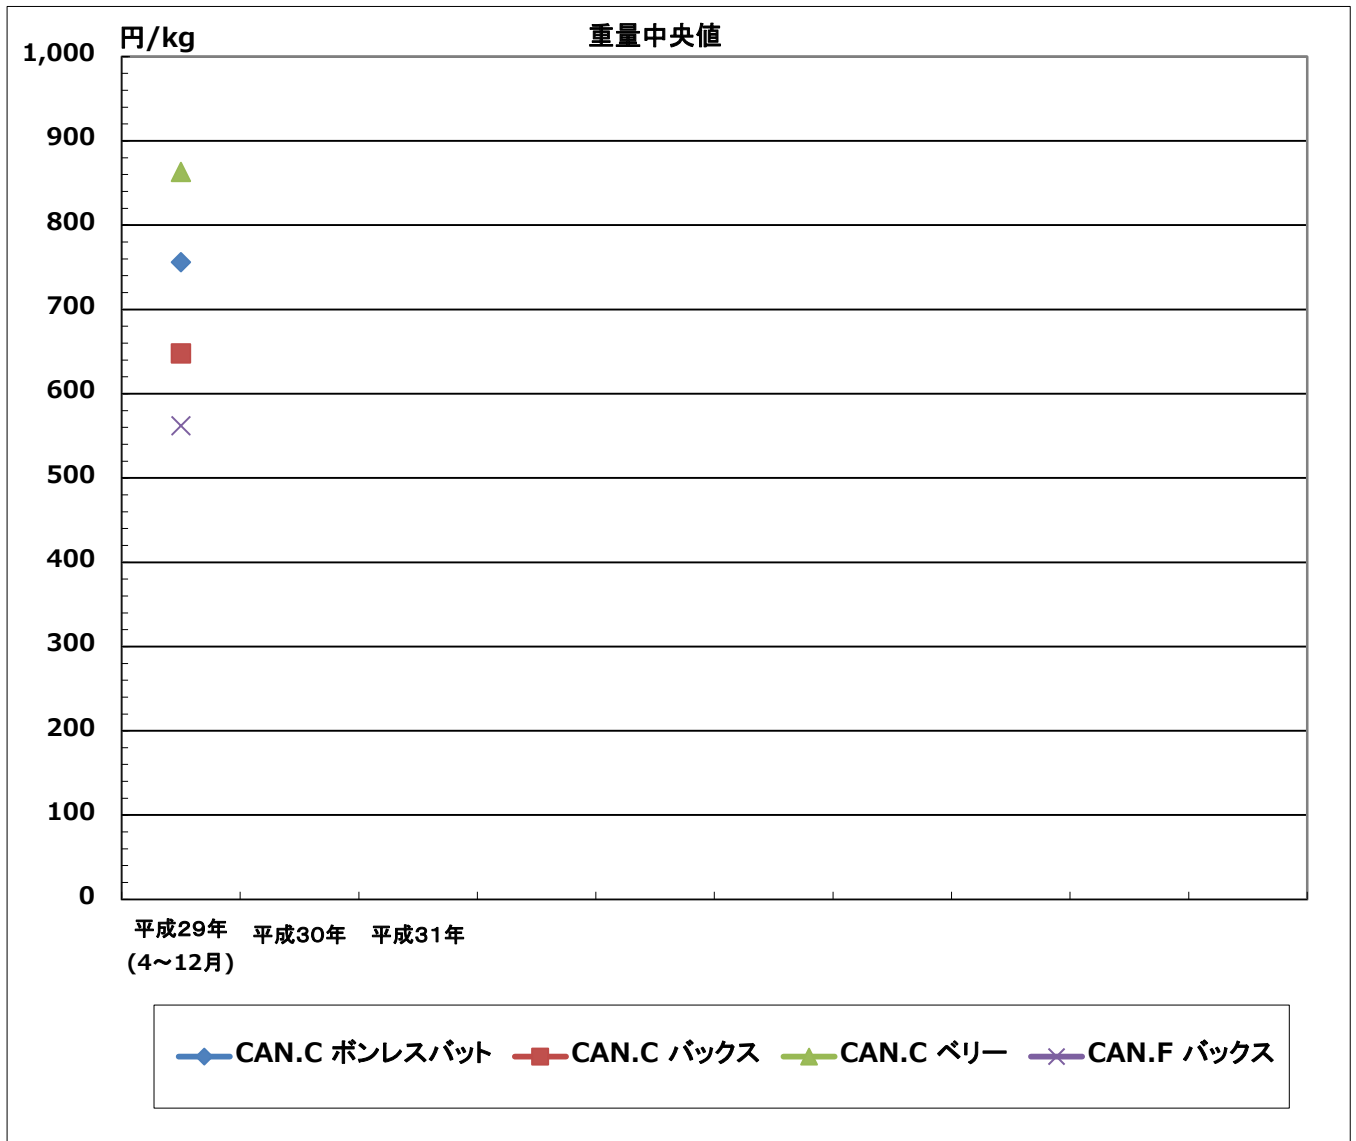 円/kg
重量中央値
1,000
900
800
700
600
500
400
300
200
100
0
平成29年
(4～12月)
平成30年
平成31年
CAN.C ボンレスバット
CAN.C バックス
CAN.C ベリー
CAN.F バックス